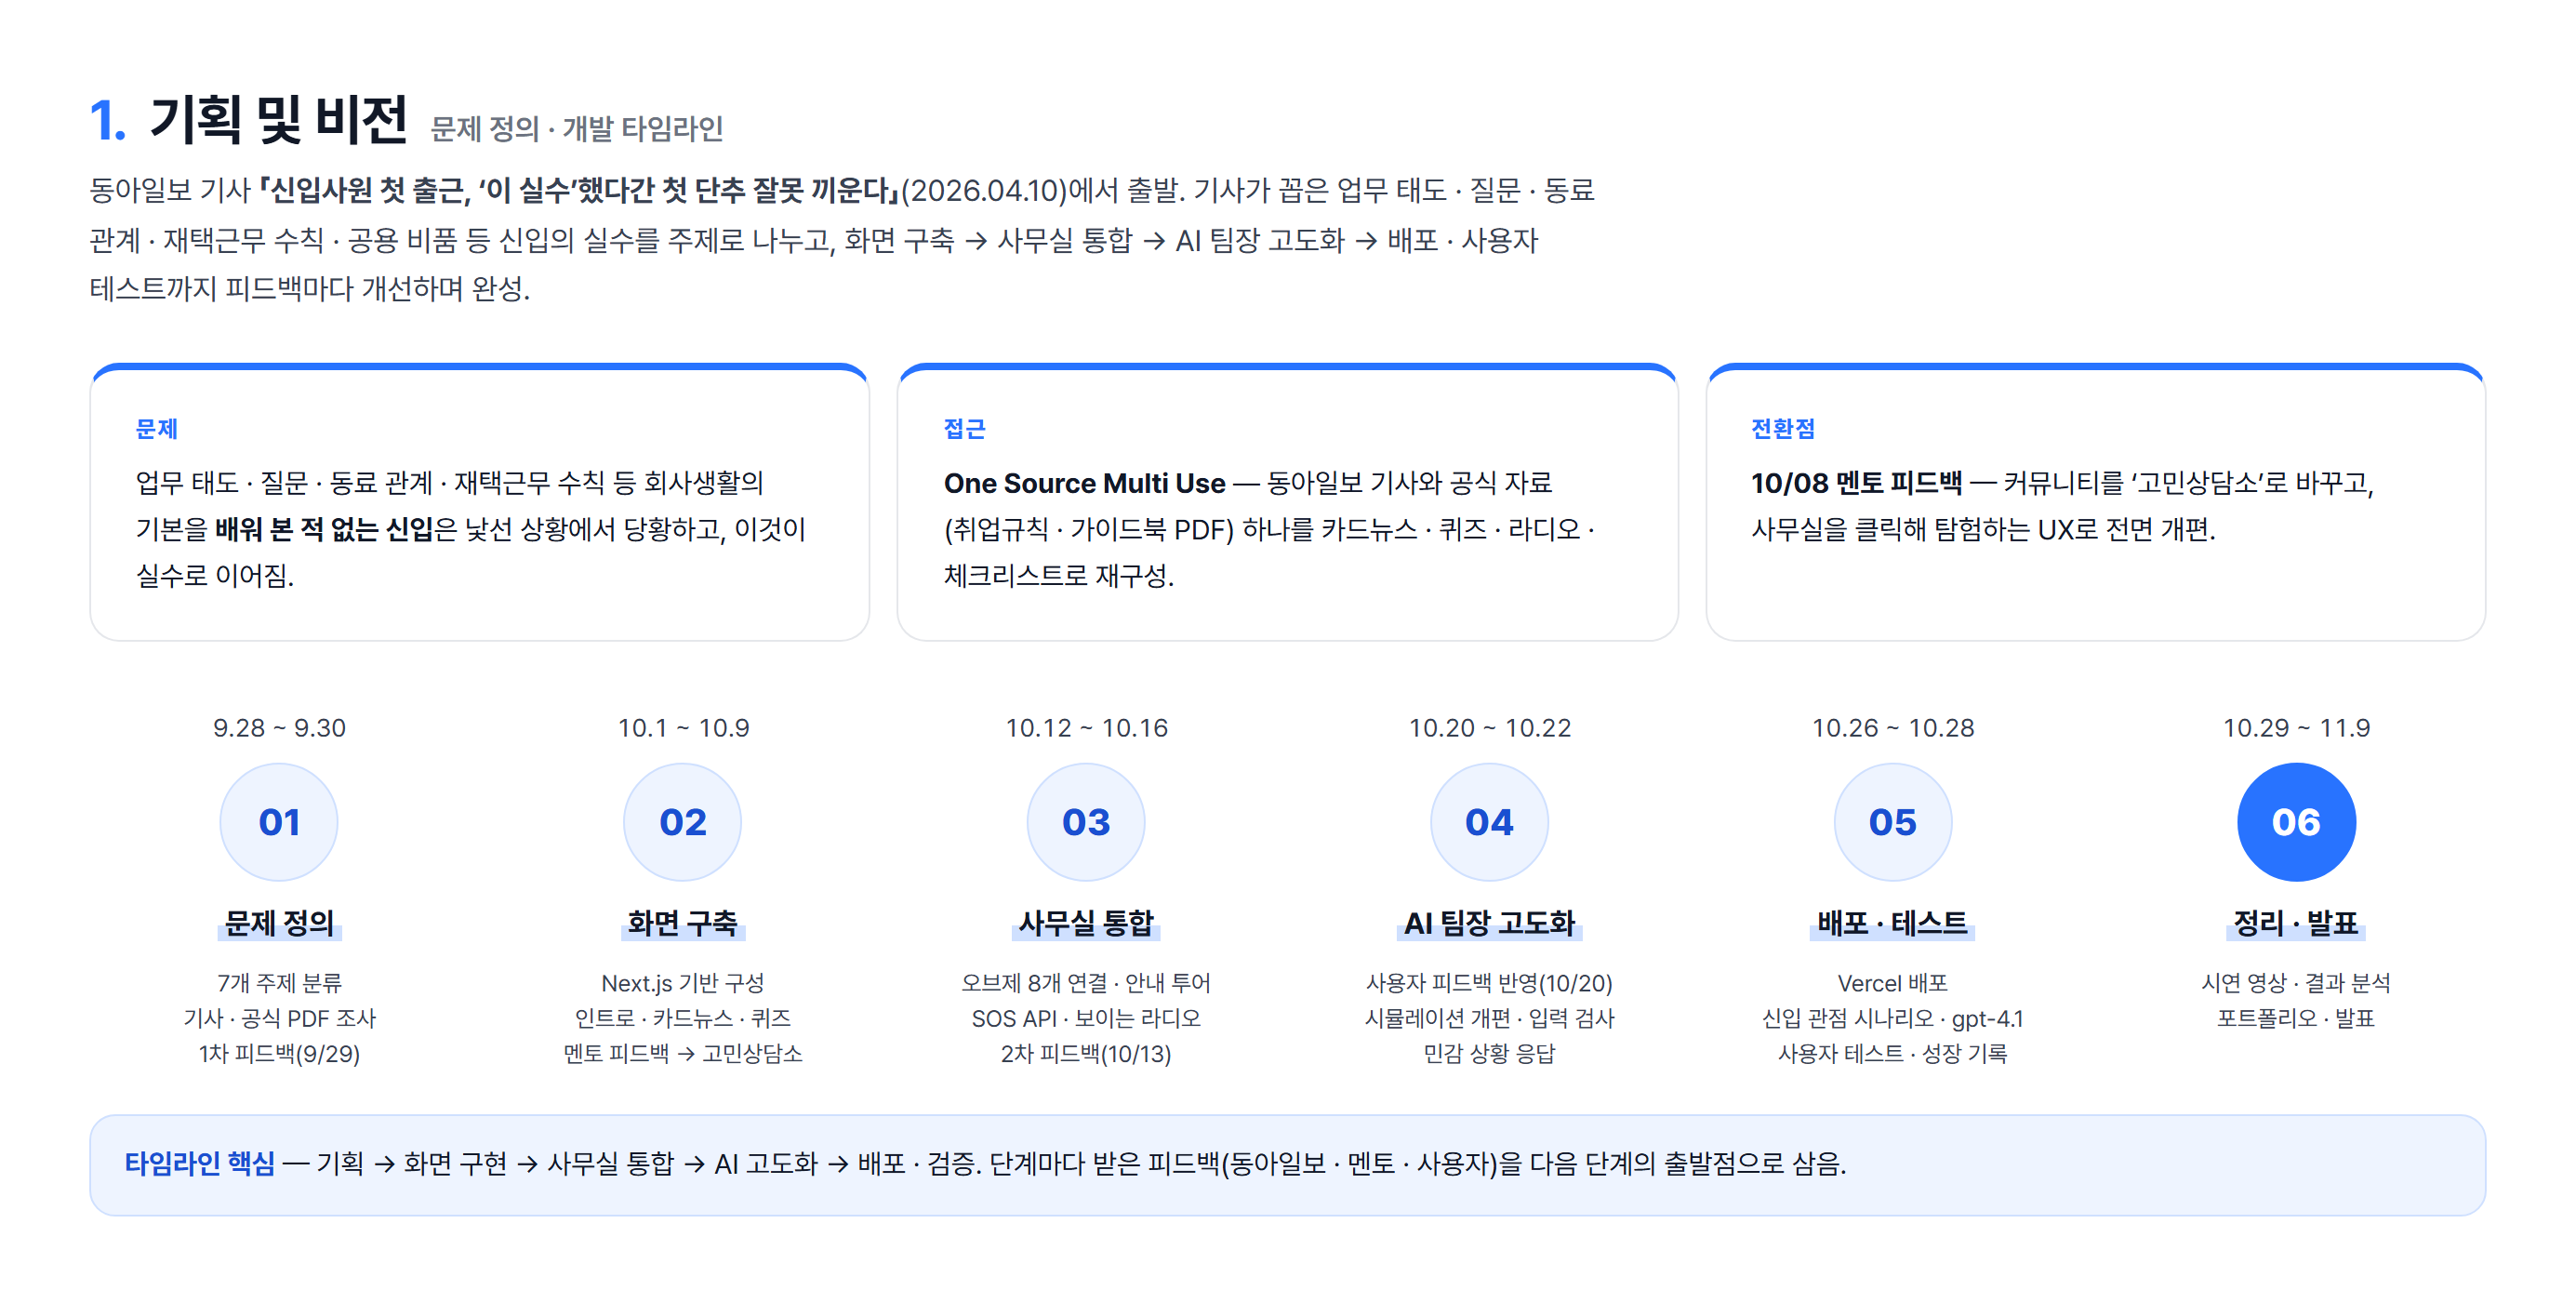 1. 기획 및 비전 문제 정의 · 개발 타임라인
동아일보 기사 『신입사원 첫 출근, ‘이 실수’했다간 첫 단추 잘못 끼운다』(2026.04.10)에서 출발. 기사가 꼽은 업무 태도 · 질문 · 동료
관계 · 재택근무 수칙 · 공용 비품 등 신입의 실수를 주제로 나누고, 화면 구축 → 사무실 통합 → AI 팀장 고도화 → 배포 · 사용자
테스트까지 피드백마다 개선하며 완성.
문제
업무 태도 · 질문 · 동료 관계 · 재택근무 수칙 등 회사생활의
기본을 배워 본 적 없는 신입은 낯선 상황에서 당황하고, 이것이
실수로 이어짐.
접근
One Source Multi Use — 동아일보 기사와 공식 자료
(취업규칙 · 가이드북 PDF) 하나를 카드뉴스 · 퀴즈 · 라디오 ·
체크리스트로 재구성.
전환점
10/08 멘토 피드백 — 커뮤니티를 ‘고민상담소’로 바꾸고,
사무실을 클릭해 탐험하는 UX로 전면 개편.
9.28 ~ 9.30
01
문제 정의
7개 주제 분류
기사 · 공식 PDF 조사
1차 피드백(9/29)
10.1 ~ 10.9
02
화면 구축
Next.js 기반 구성
인트로 · 카드뉴스 · 퀴즈
멘토 피드백 → 고민상담소
10.12 ~ 10.16
03
사무실 통합
오브제 8개 연결 · 안내 투어
SOS API · 보이는 라디오
2차 피드백(10/13)
10.20 ~ 10.22
04
AI 팀장 고도화
사용자 피드백 반영(10/20)
시뮬레이션 개편 · 입력 검사
민감 상황 응답
10.26 ~ 10.28
05
배포 · 테스트
Vercel 배포
신입 관점 시나리오 · gpt-4.1
사용자 테스트 · 성장 기록
10.29 ~ 11.9
06
정리 · 발표
시연 영상 · 결과 분석
포트폴리오 · 발표
타임라인 핵심 — 기획 → 화면 구현 → 사무실 통합 → AI 고도화 → 배포 · 검증. 단계마다 받은 피드백(동아일보 · 멘토 · 사용자)을 다음 단계의 출발점으로 삼음.